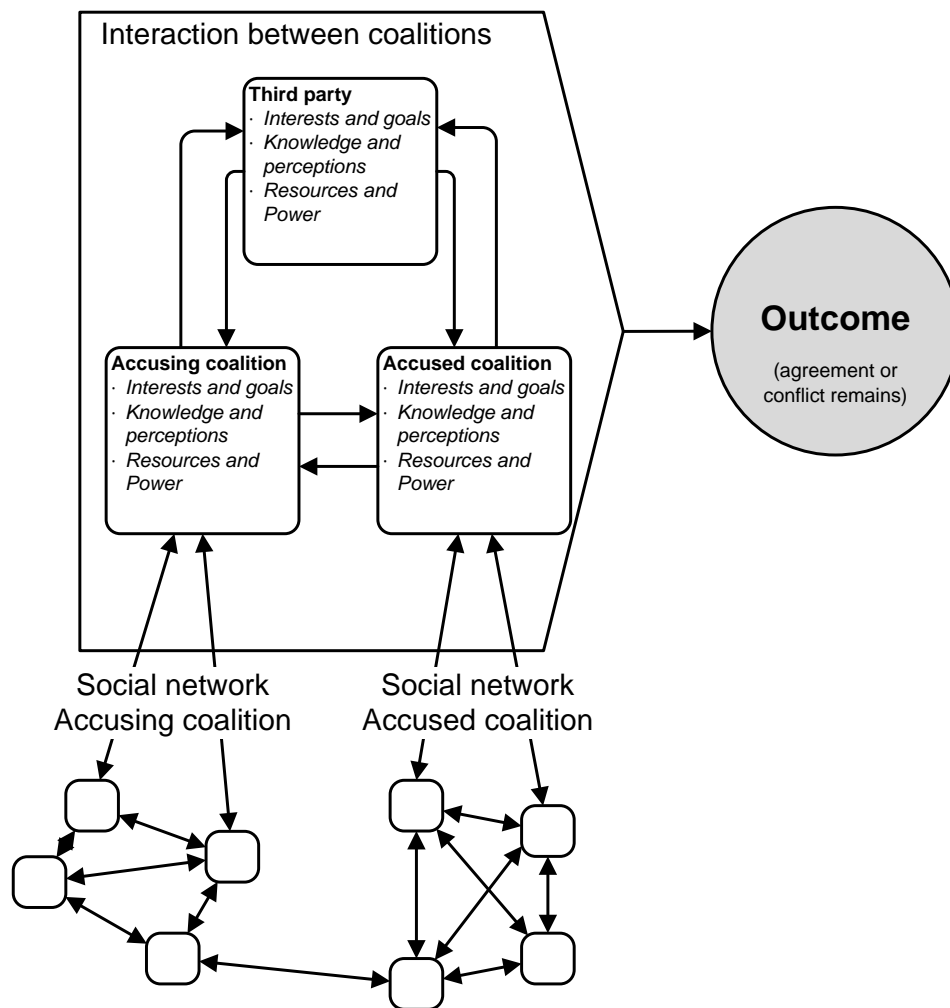 Interaction between coalitions
Third party
· Interests and goals
· Knowledge and
perceptions
· Resources and
Power
Accusing coalition
· Interests and goals
· Knowledge and
perceptions
· Resources and
Power
Accused coalition
· Interests and goals
· Knowledge and
perceptions
· Resources and
Power
Outcome
(agreement or
conflict remains)
Social network
Accusing coalition
Social network
Accused coalition